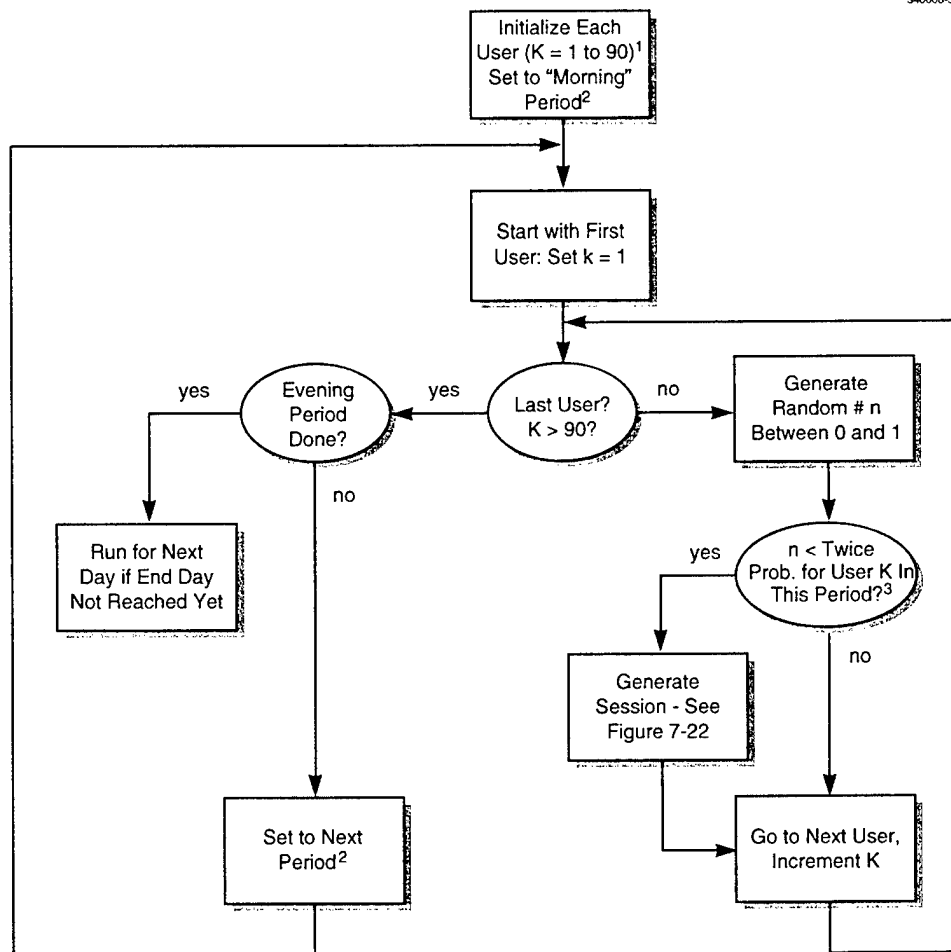 Initialize Each
User (K = 1 to 90)¹
Set to “Morning”
Period²
Start with First
User: Set k = 1
yes
Evening
Period
Done?
yes
Last User?
K > 90?
no
Generate
Random # n
Between 0 and 1
no
Run for Next
Day if End Day
Not Reached Yet
yes
n < Twice
Prob. for User K In
This Period?³
no
Generate
Session - See
Figure 7-22
Set to Next
Period²
Go to Next User,
Increment K